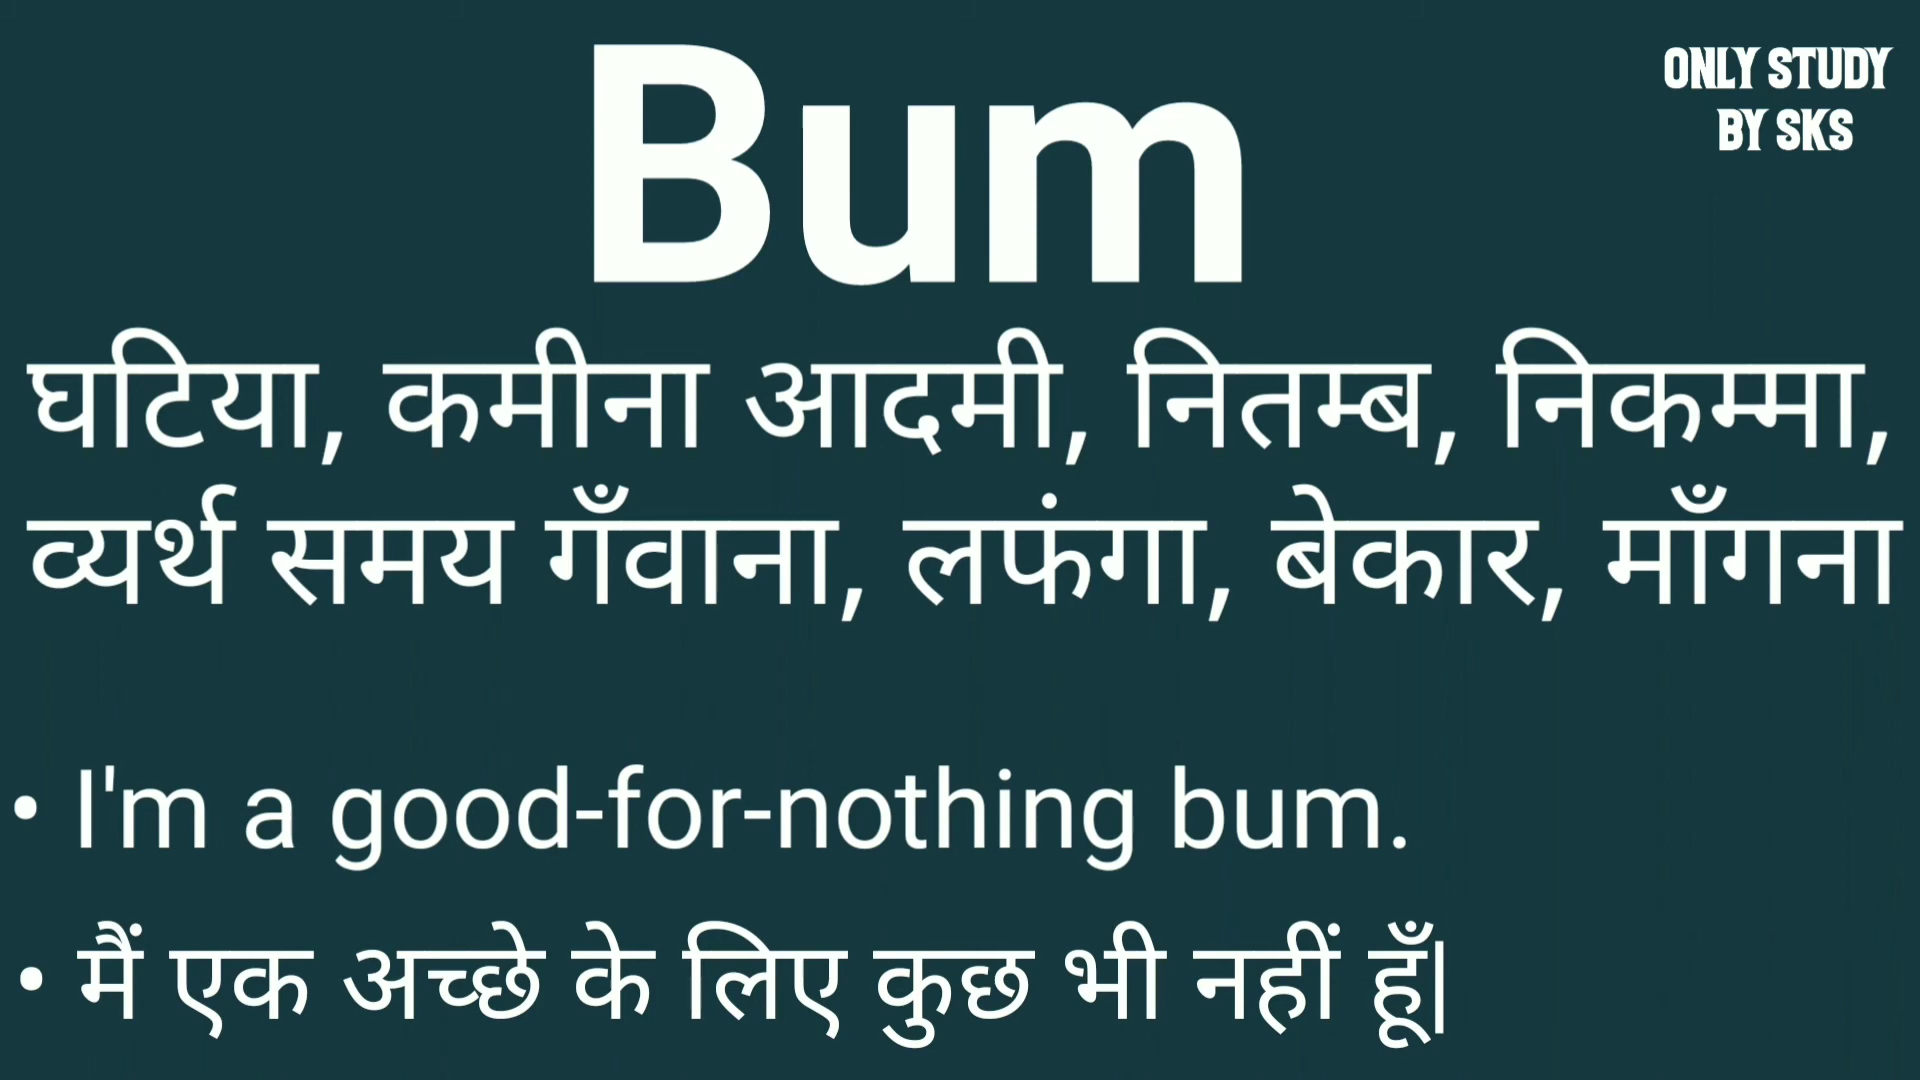 Bum
ONLY STUDY
BY SKS
घटिया, कमीना आदमी, नितम्ब, निकम्मा,
व्यर्थ समय गँवाना, लफंगा, बेकार, माँगना
• I'm a good-for-nothing bum.
• मैं एक अच्छे के लिए कुछ भी नहीं हूँ|